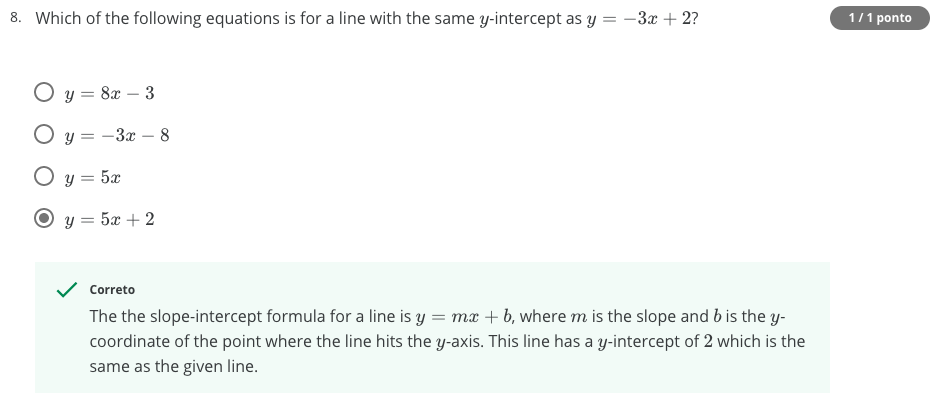 8. Which of the following equations is for a line with the same y-intercept as y = −3x + 2?
1 / 1 ponto
y = 8x − 3
y = −3x − 8
y = 5x
y = 5x + 2
Correto
The the slope-intercept formula for a line is y = mx + b, where m is the slope and b is the y-
coordinate of the point where the line hits the y-axis. This line has a y-intercept of 2 which is the
same as the given line.